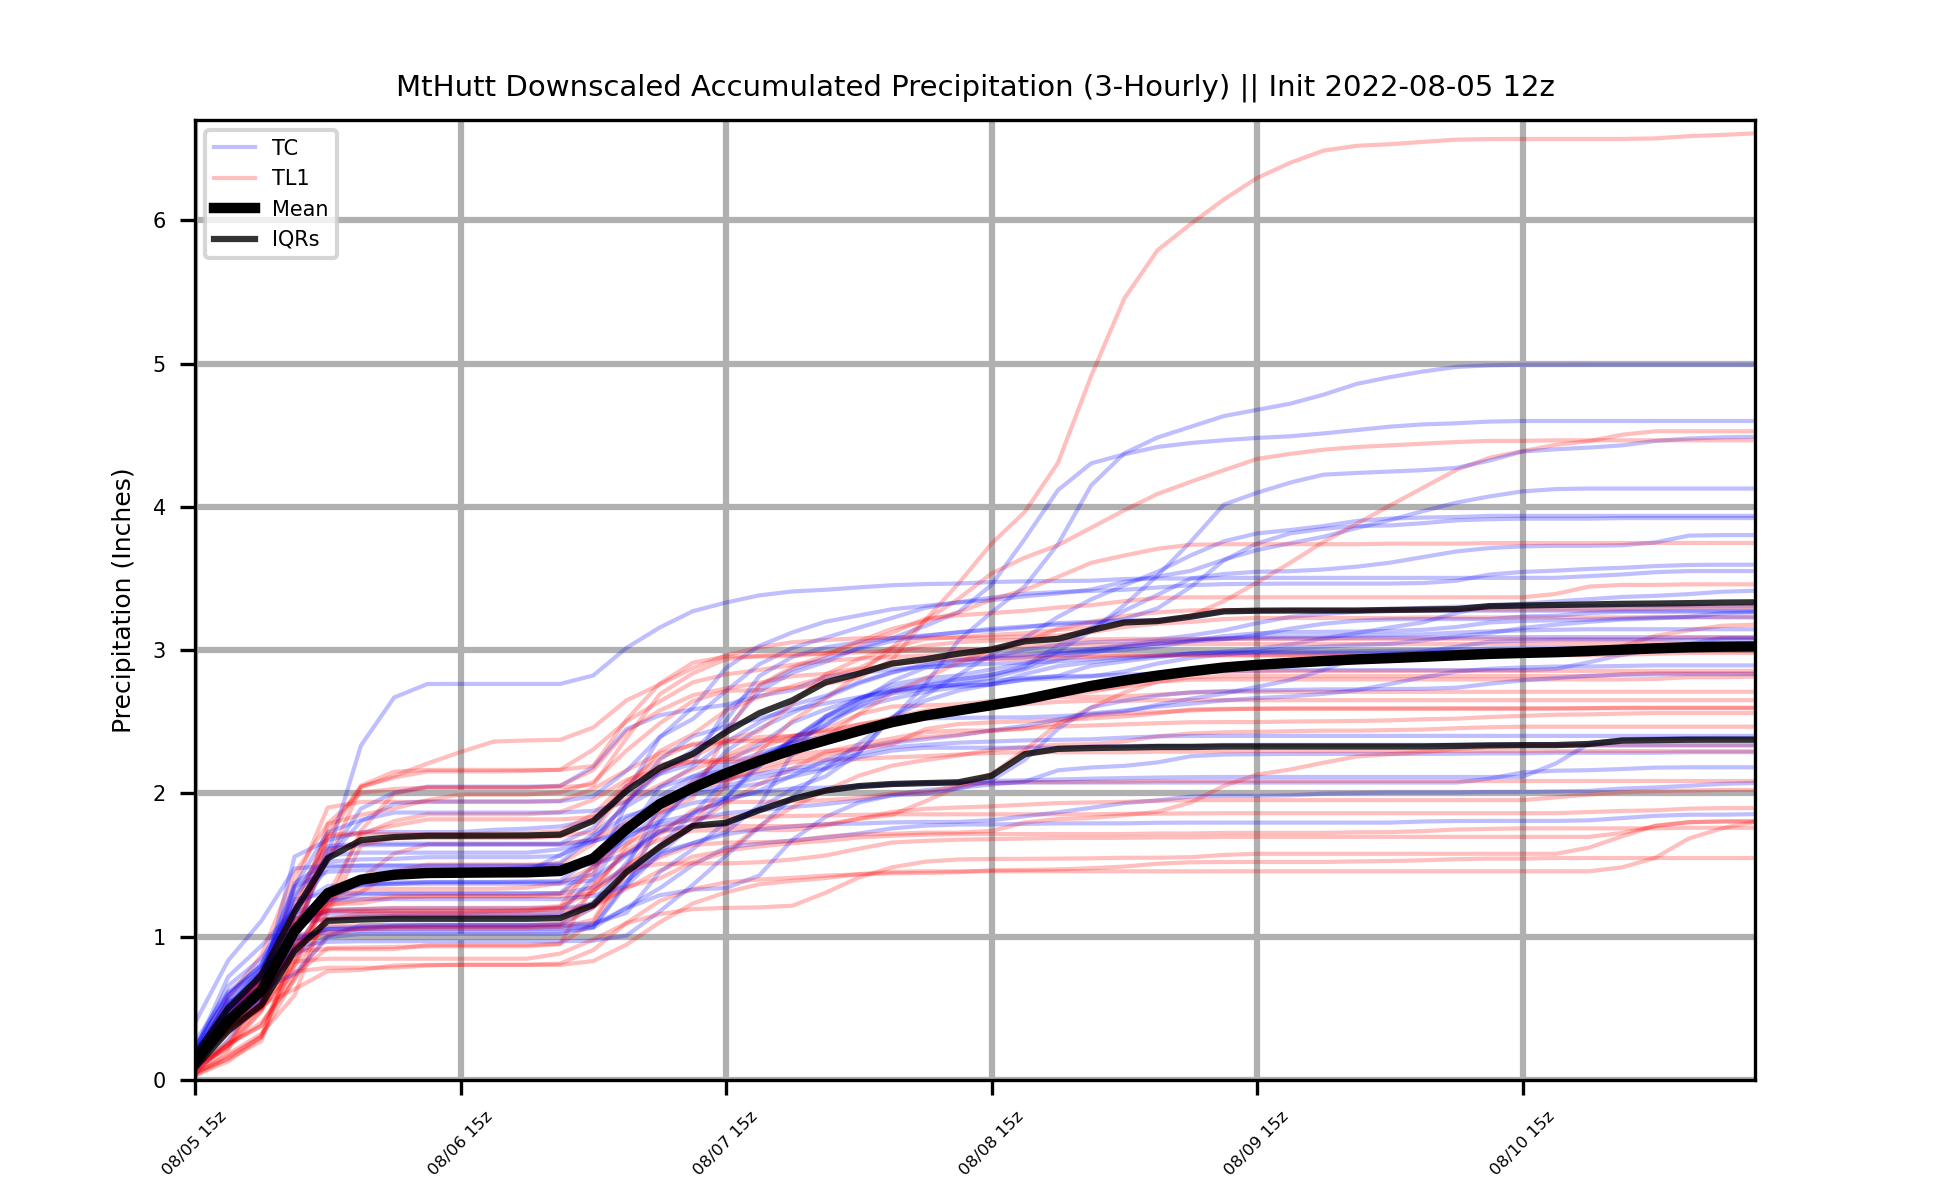 MtHutt Downscaled Accumulated Precipitation (3-Hourly) || Init 2022-08-05 12z
TC
TL1
Mean
IQRs
Precipitation (Inches)
6
5
4
3
2
1
0
08/05 15z
08/06 15z
08/07 15z
08/08 15z
08/09 15z
08/10 15z